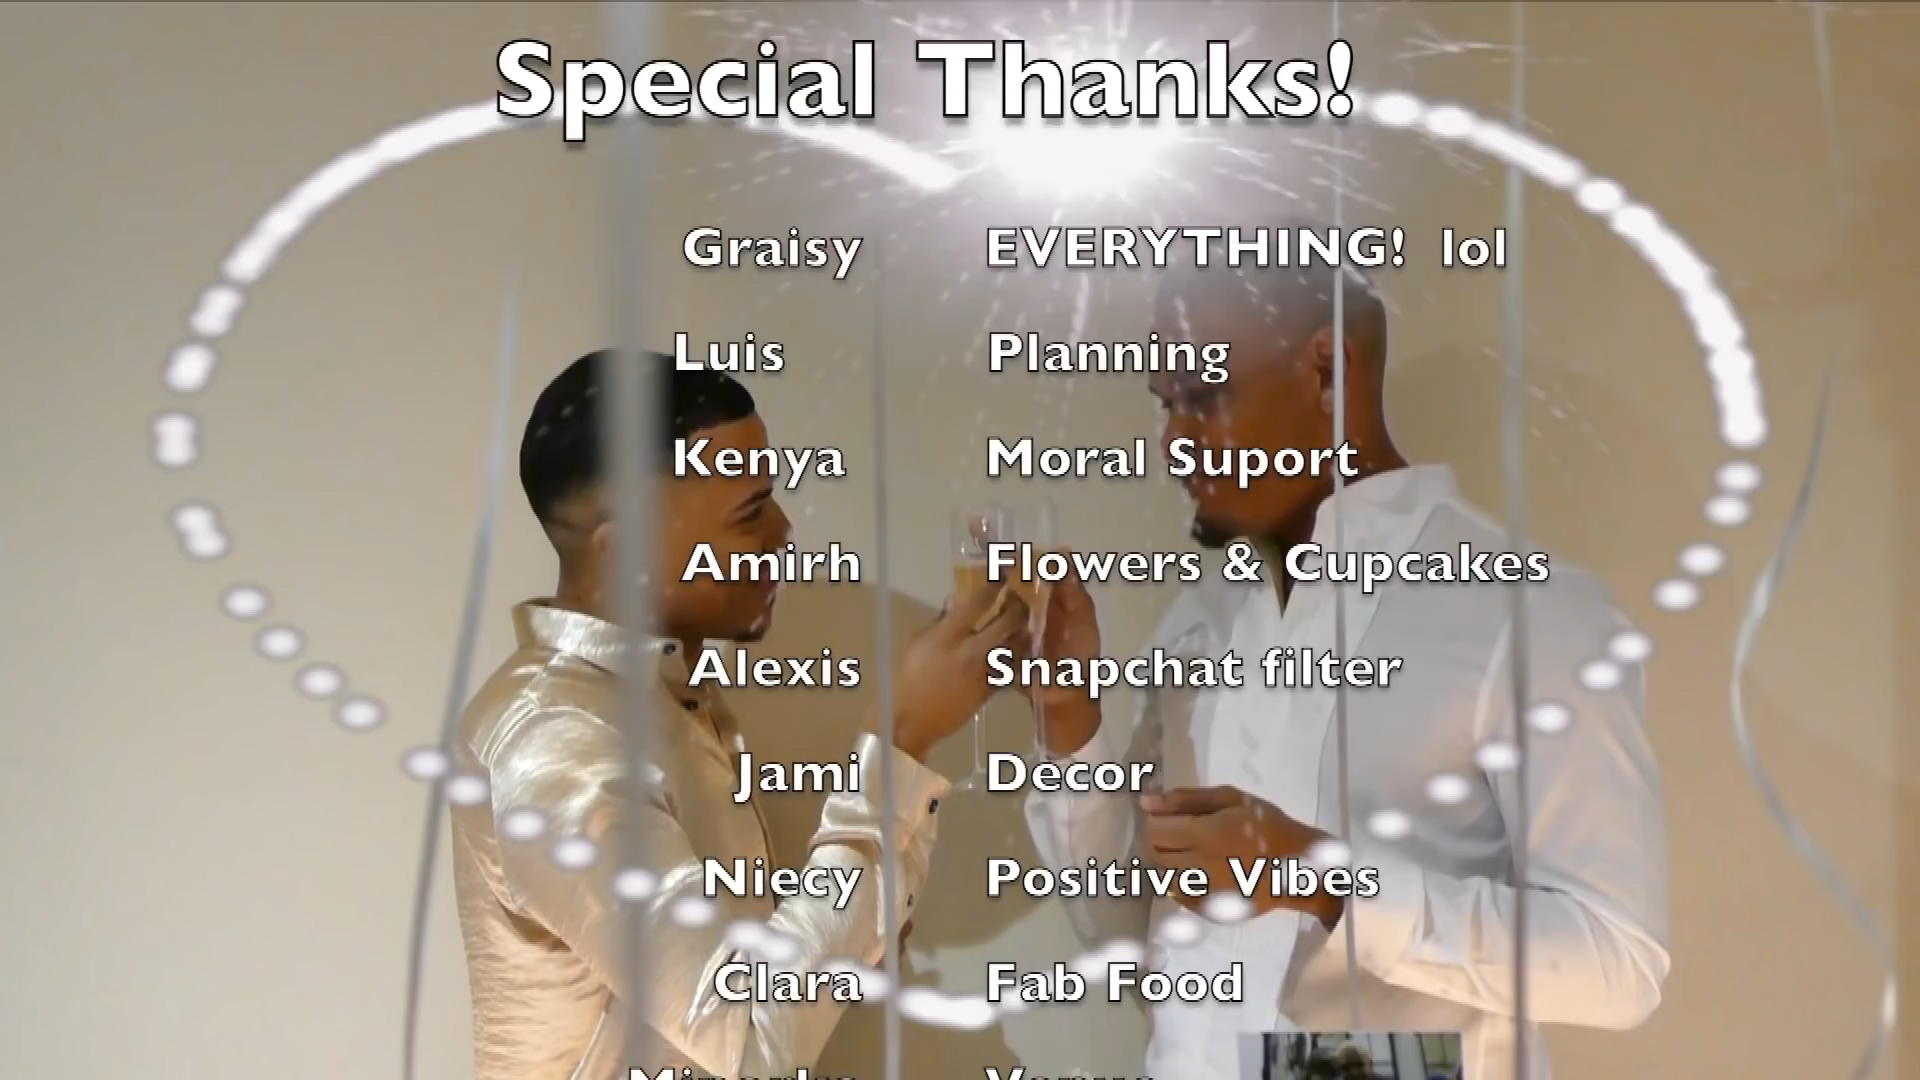 Special Thanks!
Graisy EVERYTHING! lol
Luis Planning
Kenya Moral Suport
Amirh Flowers & Cupcakes
Alexis Snapchat filter
Jami Decor
Niecy Positive Vibes
Clara Fab Food